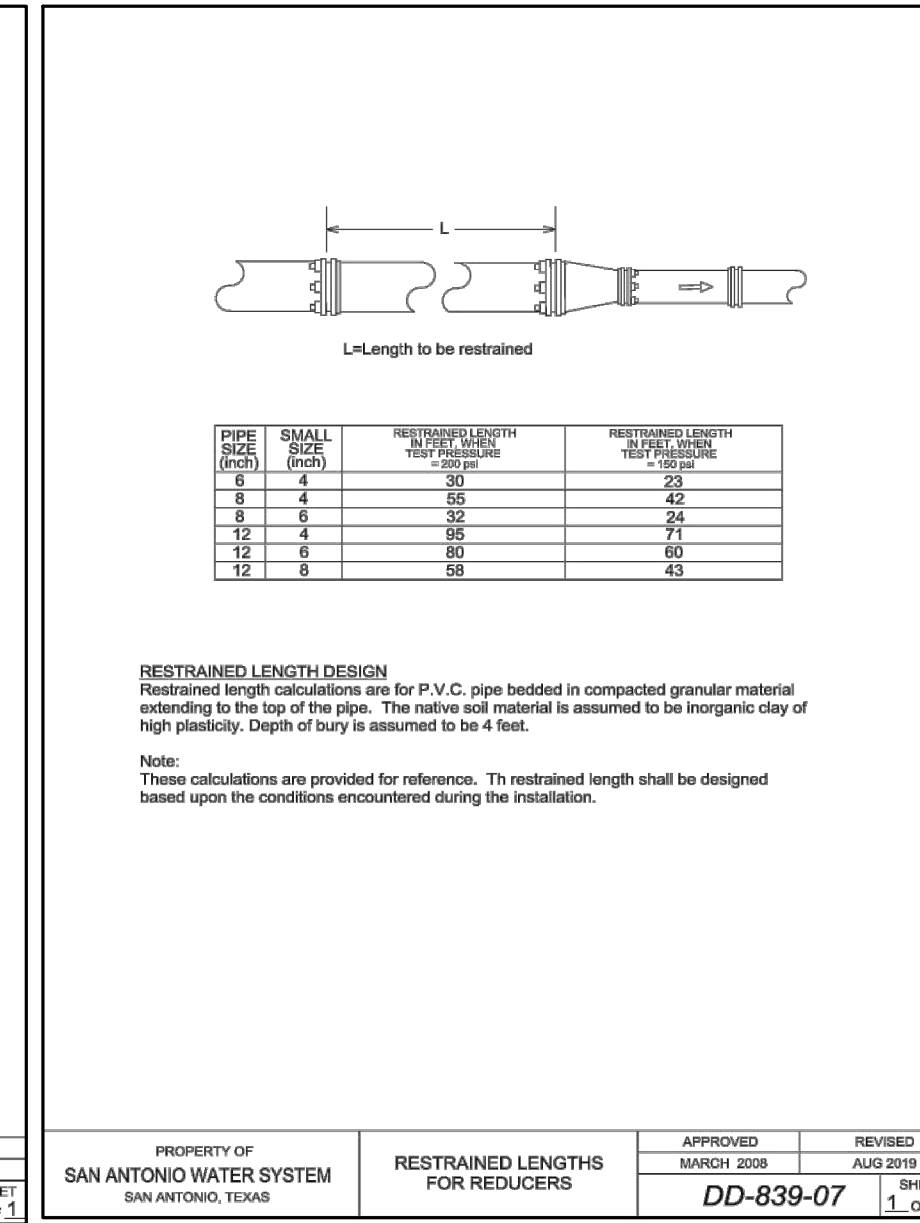 L
L=Length to be restrained
PIPE SIZE (inch) SMALL SIZE (inch) RESTRAINED LENGTH IN FEET, WHEN TEST PRESSURE = 200 psi RESTRAINED LENGTH IN FEET, WHEN TEST PRESSURE = 150 psi
6 4 30 23
8 4 55 42
8 6 32 24
12 4 95 71
12 6 80 60
12 8 58 43
RESTRAINED LENGTH DESIGN
Restrained length calculations are for P.V.C. pipe bedded in compacted granular material
extending to the top of the pipe. The native soil material is assumed to be inorganic clay of
high plasticity. Depth of bury is assumed to be 4 feet.
Note:
These calculations are provided for reference. Th restrained length shall be designed
based upon the conditions encountered during the installation.
PROPERTY OF
SAN ANTONIO WATER SYSTEM
SAN ANTONIO, TEXAS
RESTRAINED LENGTHS
FOR REDUCERS
APPROVED REVISED
MARCH 2008 AUG 2019
DD-839-07
1
ET
1